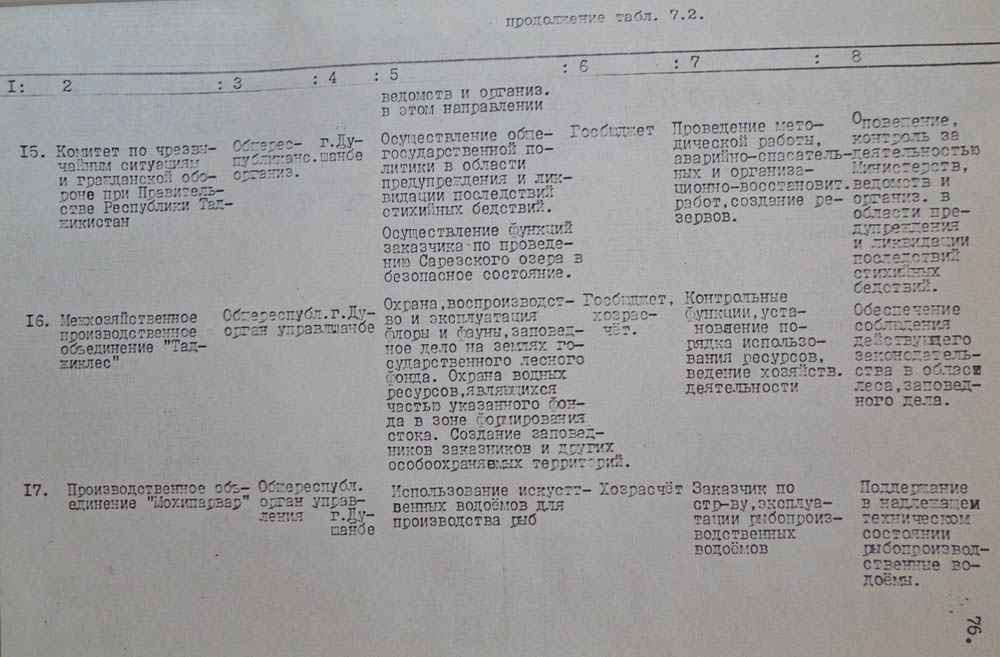 продолжение табл. 7.2.
I: 2 : 3 : 4 : 5 : 6 : 7 : 8
ведомств и организ.
в этом направлении
I5. Комитет по чрезвы-
чайным ситуациям
и гражданской обо-
роне при Правитель-
стве Республики Тад-
жикистан
Общерес-
публиканс.
организ.
г.Ду-
шанбе
Осуществление обще-
государственной по-
литики в области
предупреждения и лик-
видации последствий
стихийных бедствий.
Осуществление функций
заказчика по проведе-
нию Сарезского озера в
безопасное состояние.
Госбюджет
Проведение мето-
дической работы,
аварийно-спасатель-
ных и организа-
ционно-восстановит.
работ,создание ре-
зервов.
Оповещение,
контроль за
деятельностью
Министерств,
ведомств и
организ. в
области пре-
дупреждения
и ликвидации
последствий
стихийных
бедствий.
I6. Межхозяйственное
производственное
объединение "Тад-
жиклес"
Общереспубл.
орган управл.
г.Ду-
шанбе
Охрана,воспроизводст-
во и эксплуатация
флоры и фауны,заповед-
ное дело на землях го-
сударственного лесного
фонда. Охрана водных
ресурсов,являющихся
частью указанного фон-
да в зоне формирования
стока. Создание заповед-
ников заказников и других
особоохраняемых территорий.
Госбюджет,
хозрас-
чёт.
Контрольные
функции,уста-
новление по-
рядка использо-
вания ресурсов,
ведение хозяйств.
деятельности
Обеспечение
соблюдения
действующего
законодатель-
ства в области
леса,заповед-
ного дела.
I7. Производственное объ-
единение "Мохипарвар"
Общереспубл.
орган управ-
ления
г.Ду-
шанбе
Использование искустт-
венных водоёмов для
производства рыб
Хозрасчёт
Заказчик по
стр-ву,эксплуа-
тации рыбопроиз-
водственных
водоёмов
Поддержание
в надлежащем
техническом
состоянии
рыбопроизвод-
ственные во-
доёмы.
76.